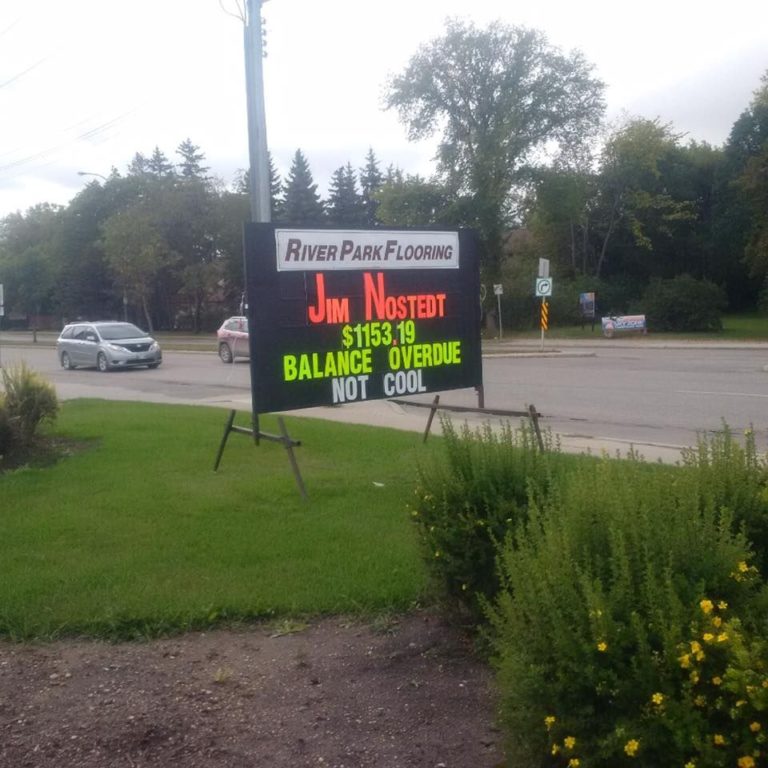 RIVER PARK FLOORING
JIM NOSTEDT
$1153.19
BALANCE OVERDUE
NOT COOL